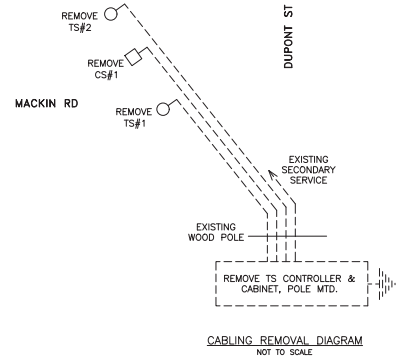 REMOVE
TS#2
DUPONT ST
REMOVE
CS#1
MACKIN RD
REMOVE
TS#1
EXISTING
SECONDARY
SERVICE
EXISTING
WOOD POLE
REMOVE TS CONTROLLER &
CABINET, POLE MTD.
CABLING REMOVAL DIAGRAM
NOT TO SCALE